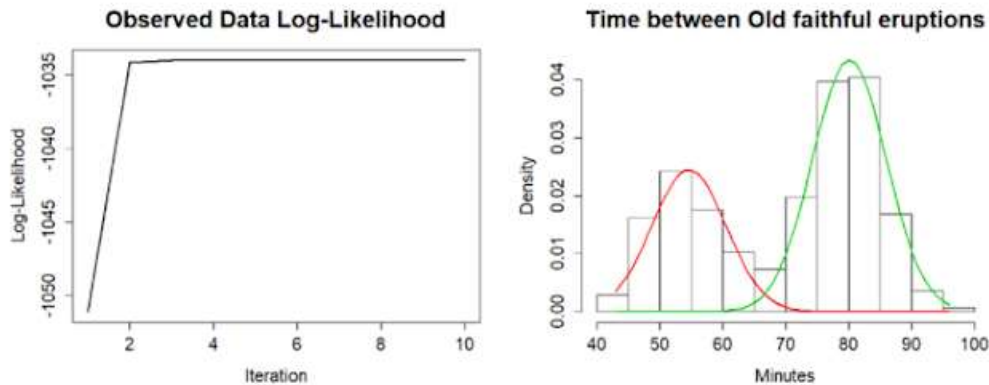 Observed Data Log-Likelihood
Log-Likelihood
-1035
-1040
-1045
-1050
2 4 6 8 10
Iteration
Time between Old faithful eruptions
Density
0.04
0.03
0.02
0.01
0.00
40 50 60 70 80 90 100
Minutes